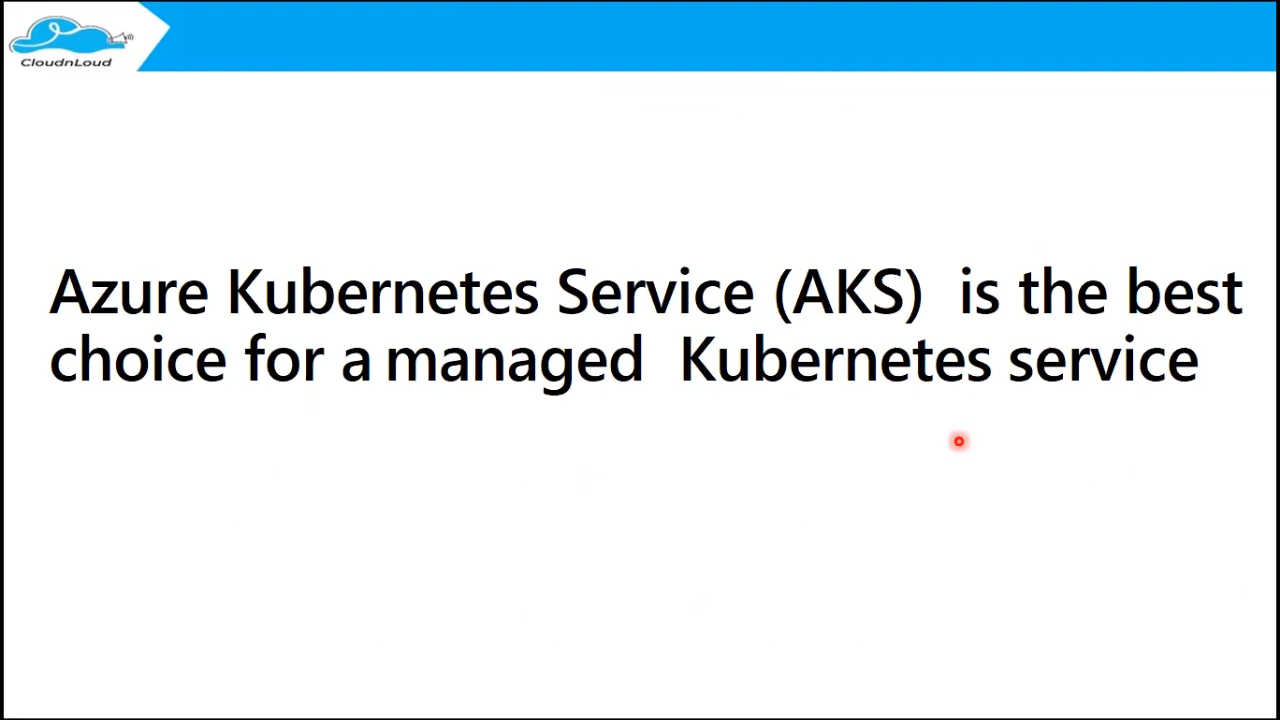 CloudnLoud
Azure Kubernetes Service (AKS) is the best
choice for a managed Kubernetes service